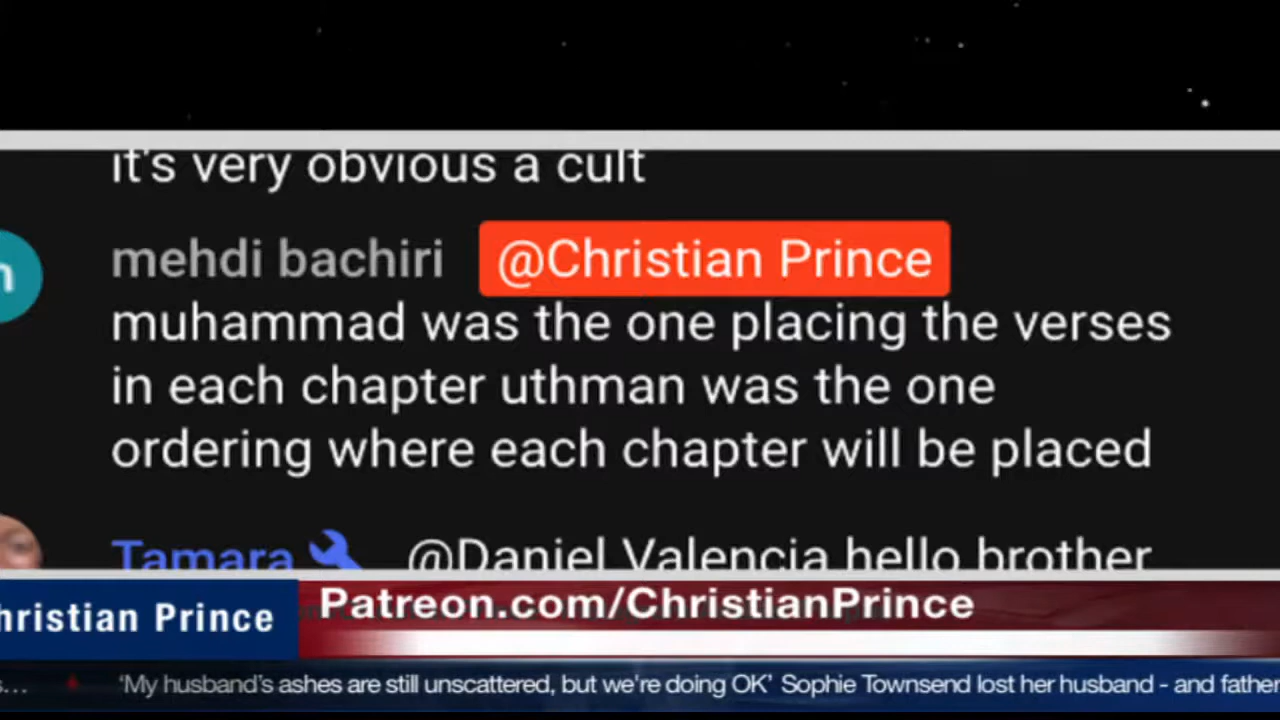 it's very obvious a cult
mehdi bachiri @Christian Prince
muhammad was the one placing the verses
in each chapter uthman was the one
ordering where each chapter will be placed
Tamara @Daniel Valencia hello brother
hristian Prince Patreon.com/ChristianPrince
s... 'My husband's ashes are still unscattered, but we're doing OK' Sophie Townsend lost her husband - and father